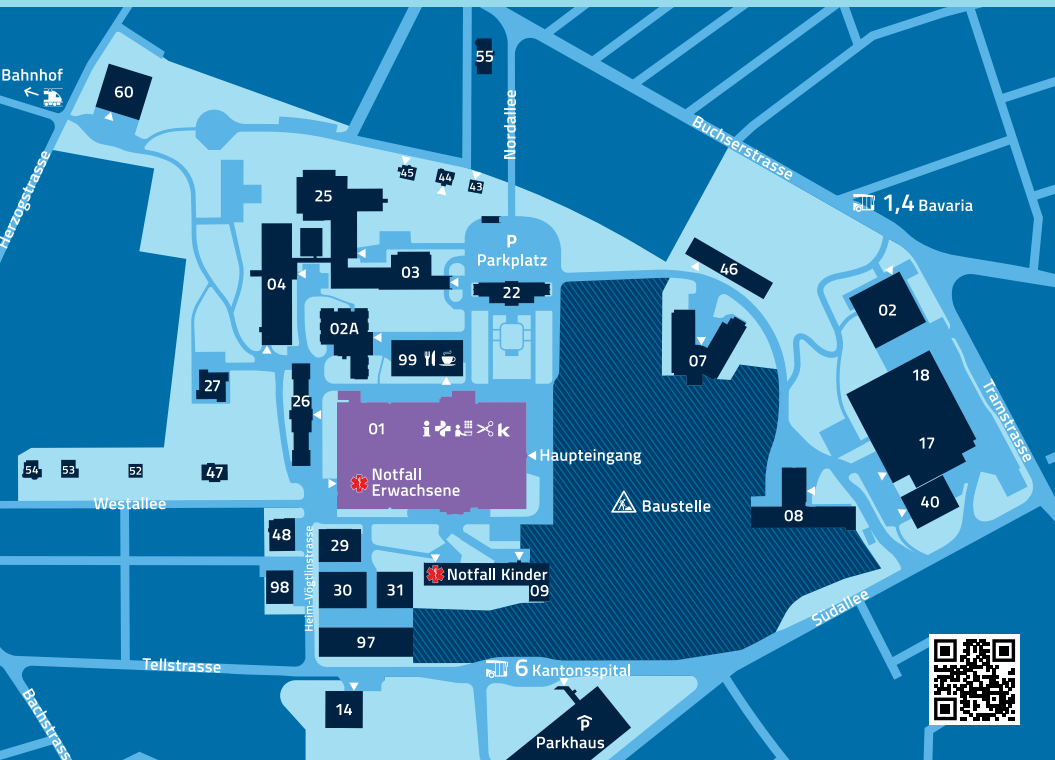 55
Bahnhof
60
Nordallee
Buchserstrasse
Herzogstrasse
45
44
43
25
1,4 Bavaria
P
Parkplatz
03
46
04
22
02
02A
07
99
18
27
26
Tramstrasse
01
i
k
17
Haupteingang
54
53
52
47
Notfall
Erwachsene
Westallee
Baustelle
40
08
48
29
Heim-Vögtlinstrasse
Notfall Kinder
98
30
31
09
Südallee
97
Tellstrasse
6 Kantonsspital
Bachstrasse
14
P
Parkhaus